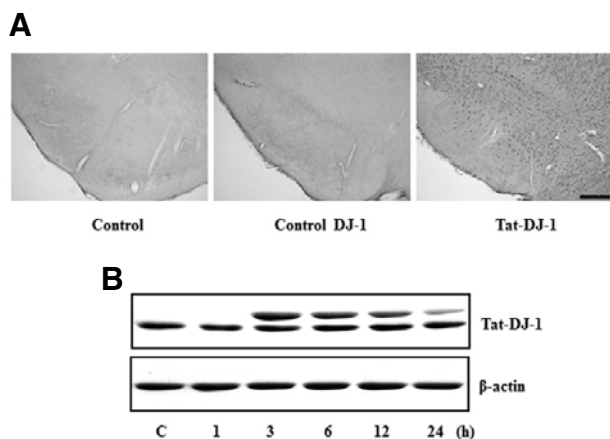 A
Control Control DJ-1 Tat-DJ-1
B
Tat-DJ-1
β-actin
C 1 3 6 12 24 (h)